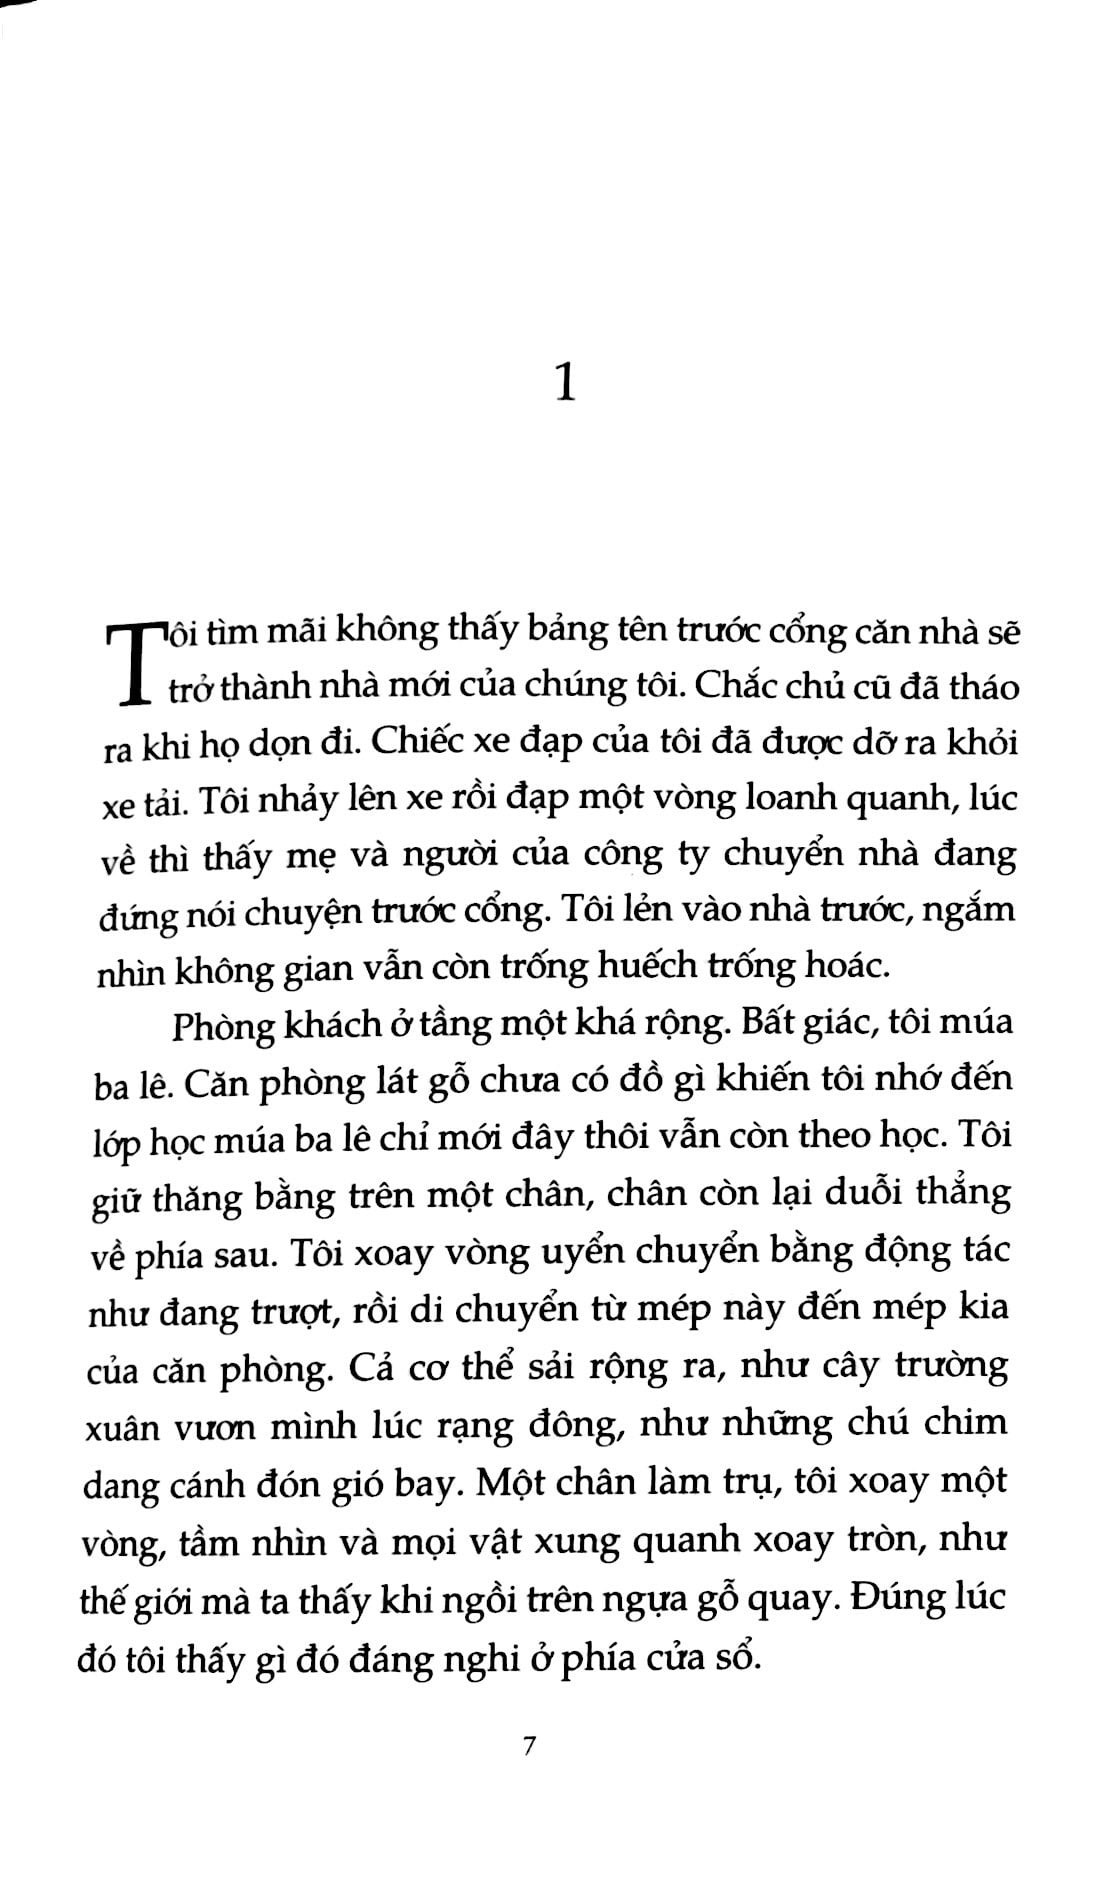 1
Tôi tìm mãi không thấy bảng tên trước cổng căn nhà sẽ
trở thành nhà mới của chúng tôi. Chắc chủ cũ đã tháo
ra khi họ dọn đi. Chiếc xe đạp của tôi đã được dỡ ra khỏi
xe tải. Tôi nhảy lên xe rồi đạp một vòng loanh quanh, lúc
về thì thấy mẹ và người của công ty chuyển nhà đang
đứng nói chuyện trước cổng. Tôi lẻn vào nhà trước, ngắm
nhìn không gian vẫn còn trống huếch trống hoác.
Phòng khách ở tầng một khá rộng. Bất giác, tôi múa
ba lê. Căn phòng lát gỗ chưa có đồ gì khiến tôi nhớ đến
lớp học múa ba lê chỉ mới đây thôi vẫn còn theo học. Tôi
giữ thăng bằng trên một chân, chân còn lại duỗi thẳng
về phía sau. Tôi xoay vòng uyển chuyển bằng động tác
như đang trượt, rồi di chuyển từ mép này đến mép kia
của căn phòng. Cả cơ thể sải rộng ra, như cây trường
xuân vươn mình lúc rạng đông, như những chú chim
dang cánh đón gió bay. Một chân làm trụ, tôi xoay một
vòng, tầm nhìn và mọi vật xung quanh xoay tròn, như
thế giới mà ta thấy khi ngồi trên ngựa gỗ quay. Đúng lúc
đó tôi thấy gì đó đáng nghi ở phía cửa sổ.
7